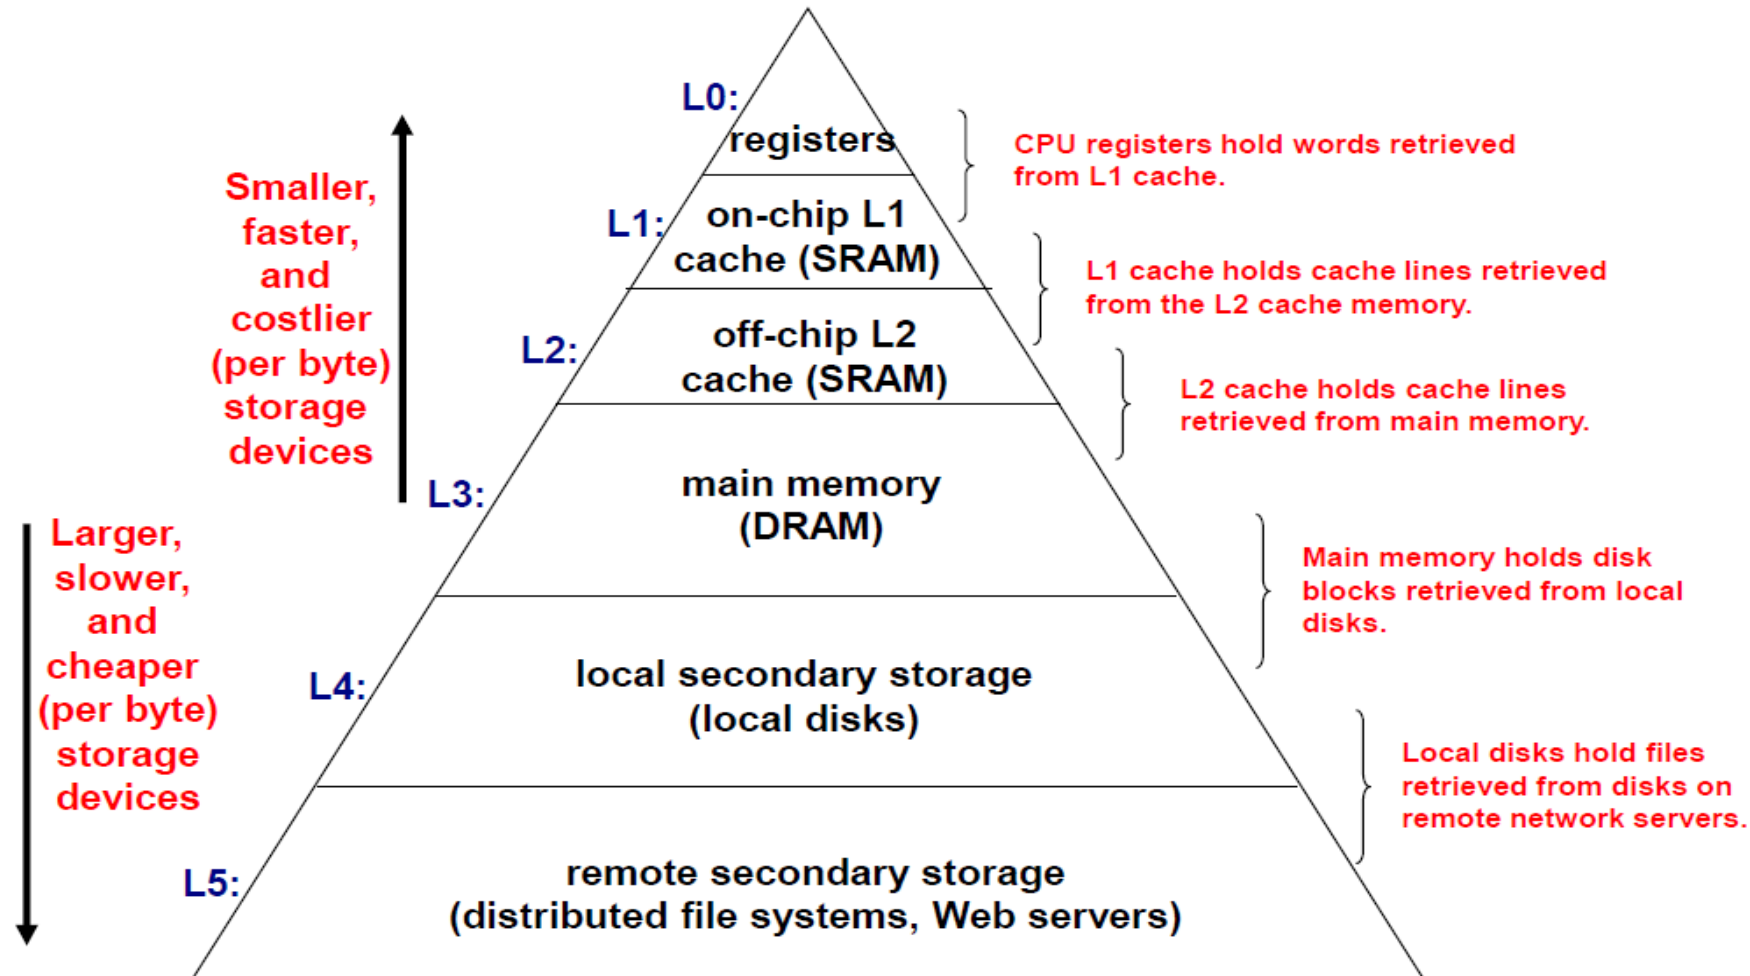 L0:
registers
CPU registers hold words retrieved
from L1 cache.
Smaller,
faster,
and
costlier
(per byte)
storage
devices
L1:
on-chip L1
cache (SRAM)
L1 cache holds cache lines retrieved
from the L2 cache memory.
L2:
off-chip L2
cache (SRAM)
L2 cache holds cache lines
retrieved from main memory.
L3:
main memory
(DRAM)
Larger,
slower,
and
cheaper
(per byte)
storage
devices
Main memory holds disk
blocks retrieved from local
disks.
L4:
local secondary storage
(local disks)
Local disks hold files
retrieved from disks on
remote network servers.
L5:
remote secondary storage
(distributed file systems, Web servers)